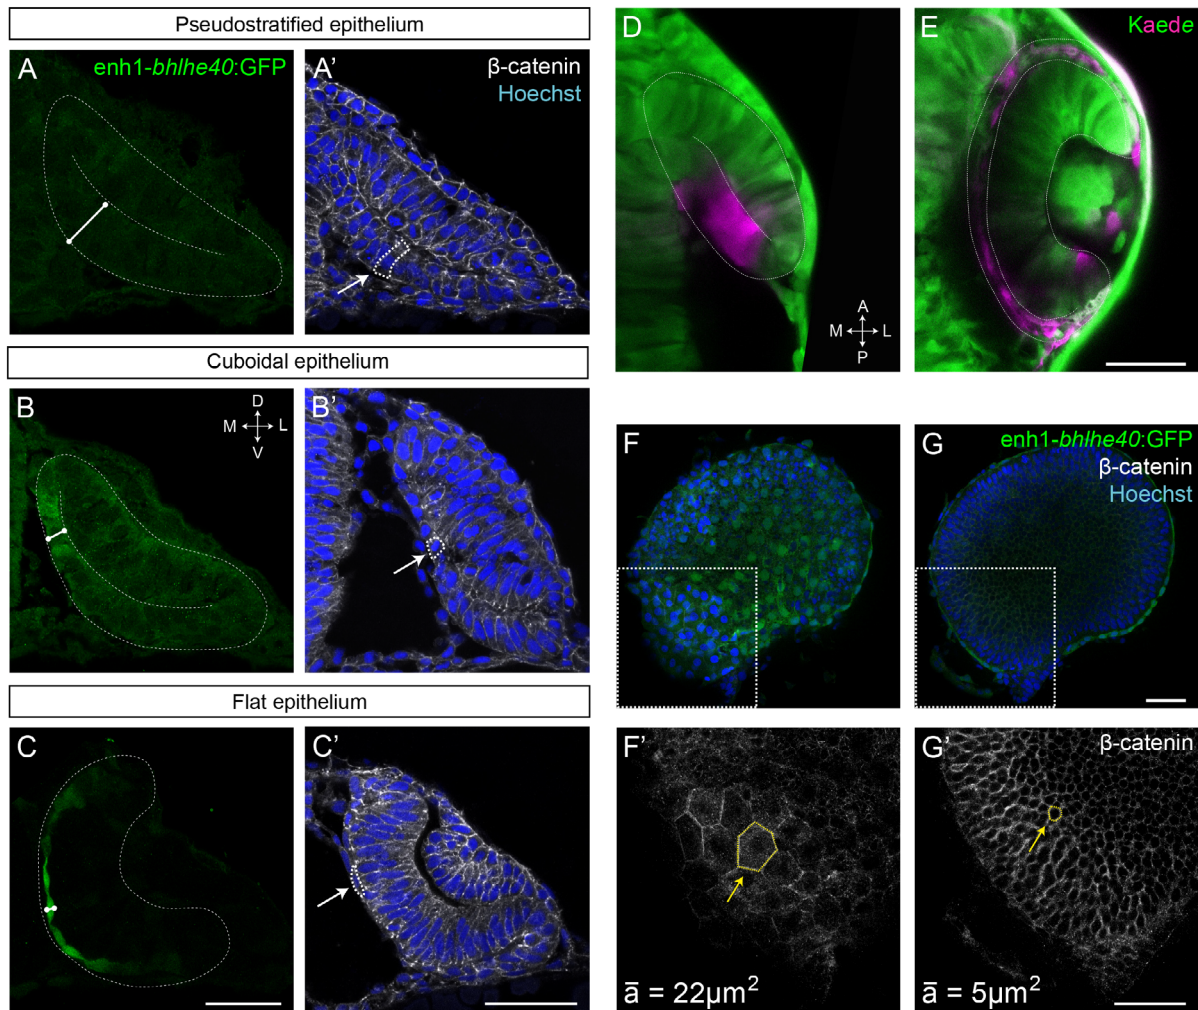 Pseudostratified epithelium
A
enh1-bhlhe40:GFP
A'
β-catenin
Hoechst
Cuboidal epithelium
B
D
M L
V
B'
Flat epithelium
C
C'
D
A
M L
P
E
Kaede
F
G
enh1-bhlhe40:GFP
β-catenin
Hoechst
F'
ā = 22μm²
G'
β-catenin
ā = 5μm²